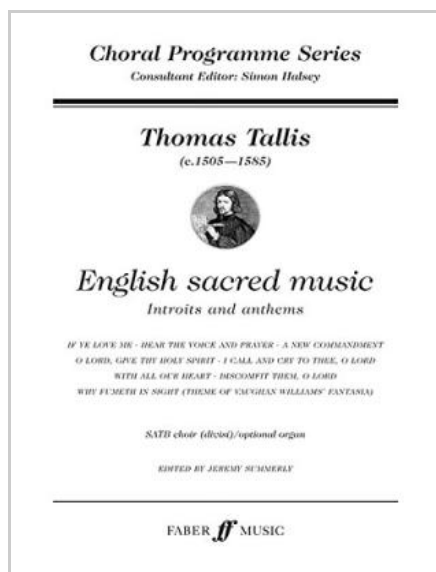 Choral Programme Series
Consultant Editor: Simon Halsey
Thomas Tallis
(c.1505—1585)
English sacred music
Introits and anthems
IF YE LOVE ME · HEAR THE VOICE AND PRAYER · A NEW COMMANDMENT
O LORD, GIVE THY HOLY SPIRIT · I CALL AND CRY TO THEE, O LORD
WITH ALL OUR HEART · DISCOMFIT THEM, O LORD
WHY FUMETH IN SIGHT (THEME OF VAUGHAN WILLIAMS' FANTASIA)
SATB choir (divisi)/optional organ
EDITED BY JEREMY SUMMERLY
FABER ff MUSIC